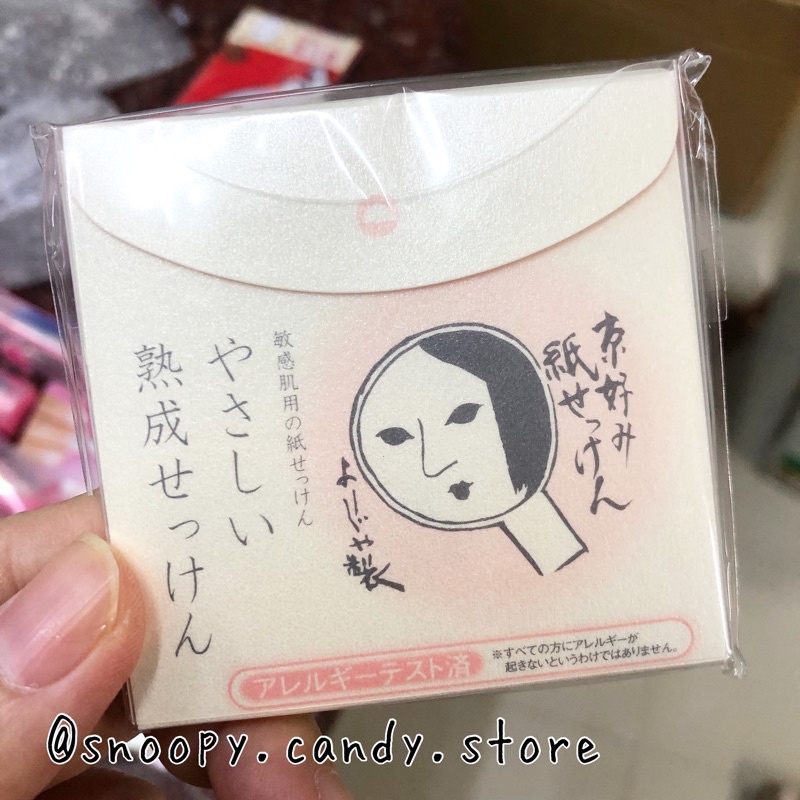 京好み
紙せっけん
よーじや製
敏感肌用の紙せっけん
やさしい
熟成せっけん
アレルギーテスト済
※すべての方にアレルギーが
起きないというわけではありません。
@snoopy.candy.store